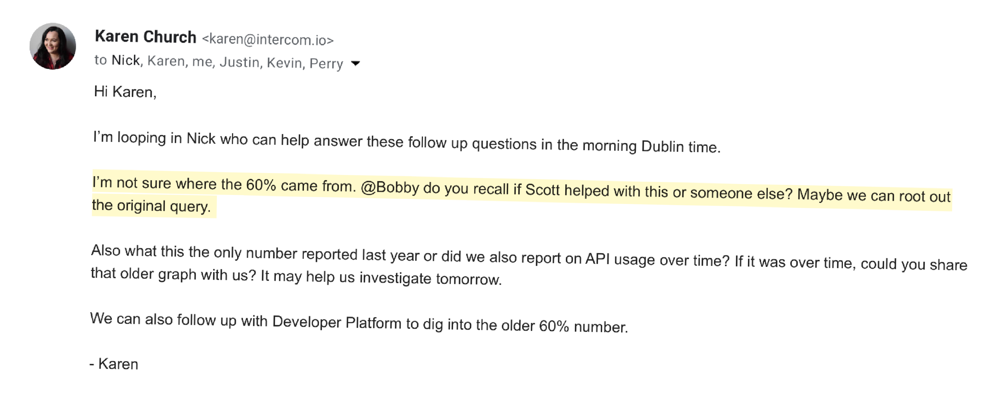 Karen Church <karen@intercom.io>
to Nick, Karen, me, Justin, Kevin, Perry
Hi Karen,
I'm looping in Nick who can help answer these follow up questions in the morning Dublin time.
I'm not sure where the 60% came from. @Bobby do you recall if Scott helped with this or someone else? Maybe we can root out
the original query.
Also what this the only number reported last year or did we also report on API usage over time? If it was over time, could you share
that older graph with us? It may help us investigate tomorrow.
We can also follow up with Developer Platform to dig into the older 60% number.
- Karen